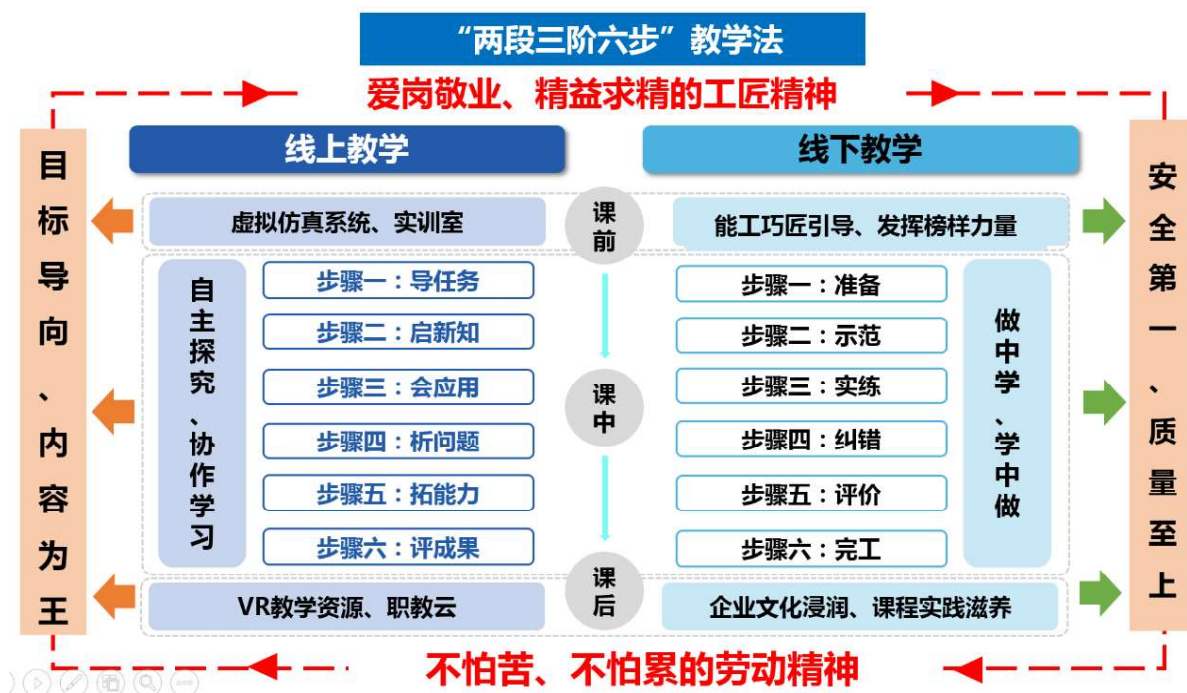 “两段三阶六步”教学法
爱岗敬业、精益求精的工匠精神
目标导向、内容为王
线上教学
线下教学
安全第一、质量至上
虚拟仿真系统、实训室
课前
能工巧匠引导、发挥榜样力量
自主探究、协作学习
步骤一：导任务
步骤二：启新知
步骤三：会应用
步骤四：析问题
步骤五：拓能力
步骤六：评成果
课中
步骤一：准备
步骤二：示范
步骤三：实练
步骤四：纠错
步骤五：评价
步骤六：完工
做中学、学中做
VR教学资源、职教云
课后
企业文化浸润、课程实践滋养
不怕苦、不怕累的劳动精神